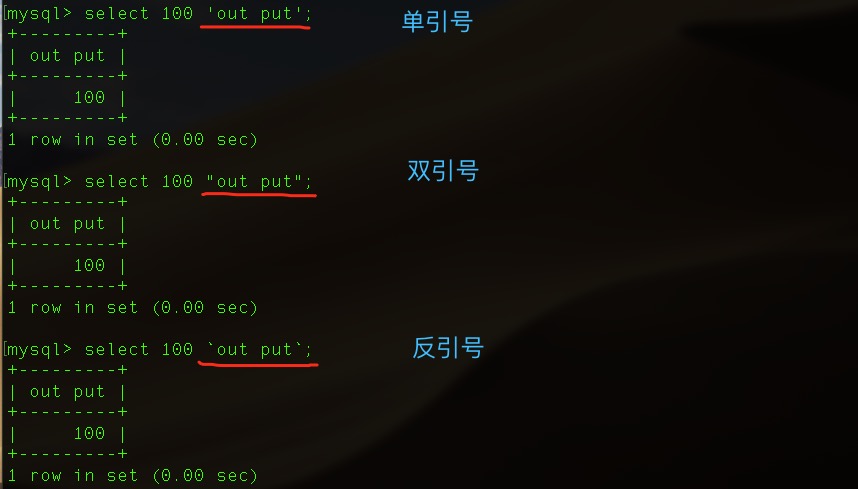 [mysql> select 100 'out put'; 单引号
+---------+
| out put |
+---------+
|     100 |
+---------+
1 row in set (0.00 sec)
[mysql> select 100 "out put"; 双引号
+---------+
| out put |
+---------+
|     100 |
+---------+
1 row in set (0.00 sec)
[mysql> select 100 `out put`; 反引号
+---------+
| out put |
+---------+
|     100 |
+---------+
1 row in set (0.00 sec)